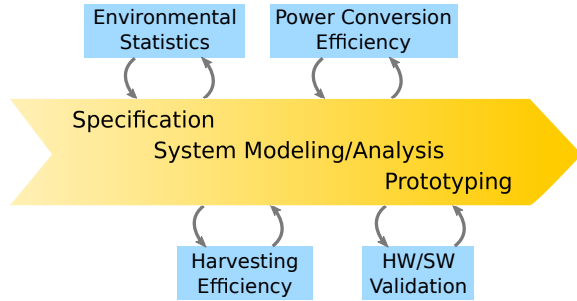 Environmental
Statistics
Power Conversion
Efficiency
Specification
System Modeling/Analysis
Prototyping
Harvesting
Efficiency
HW/SW
Validation